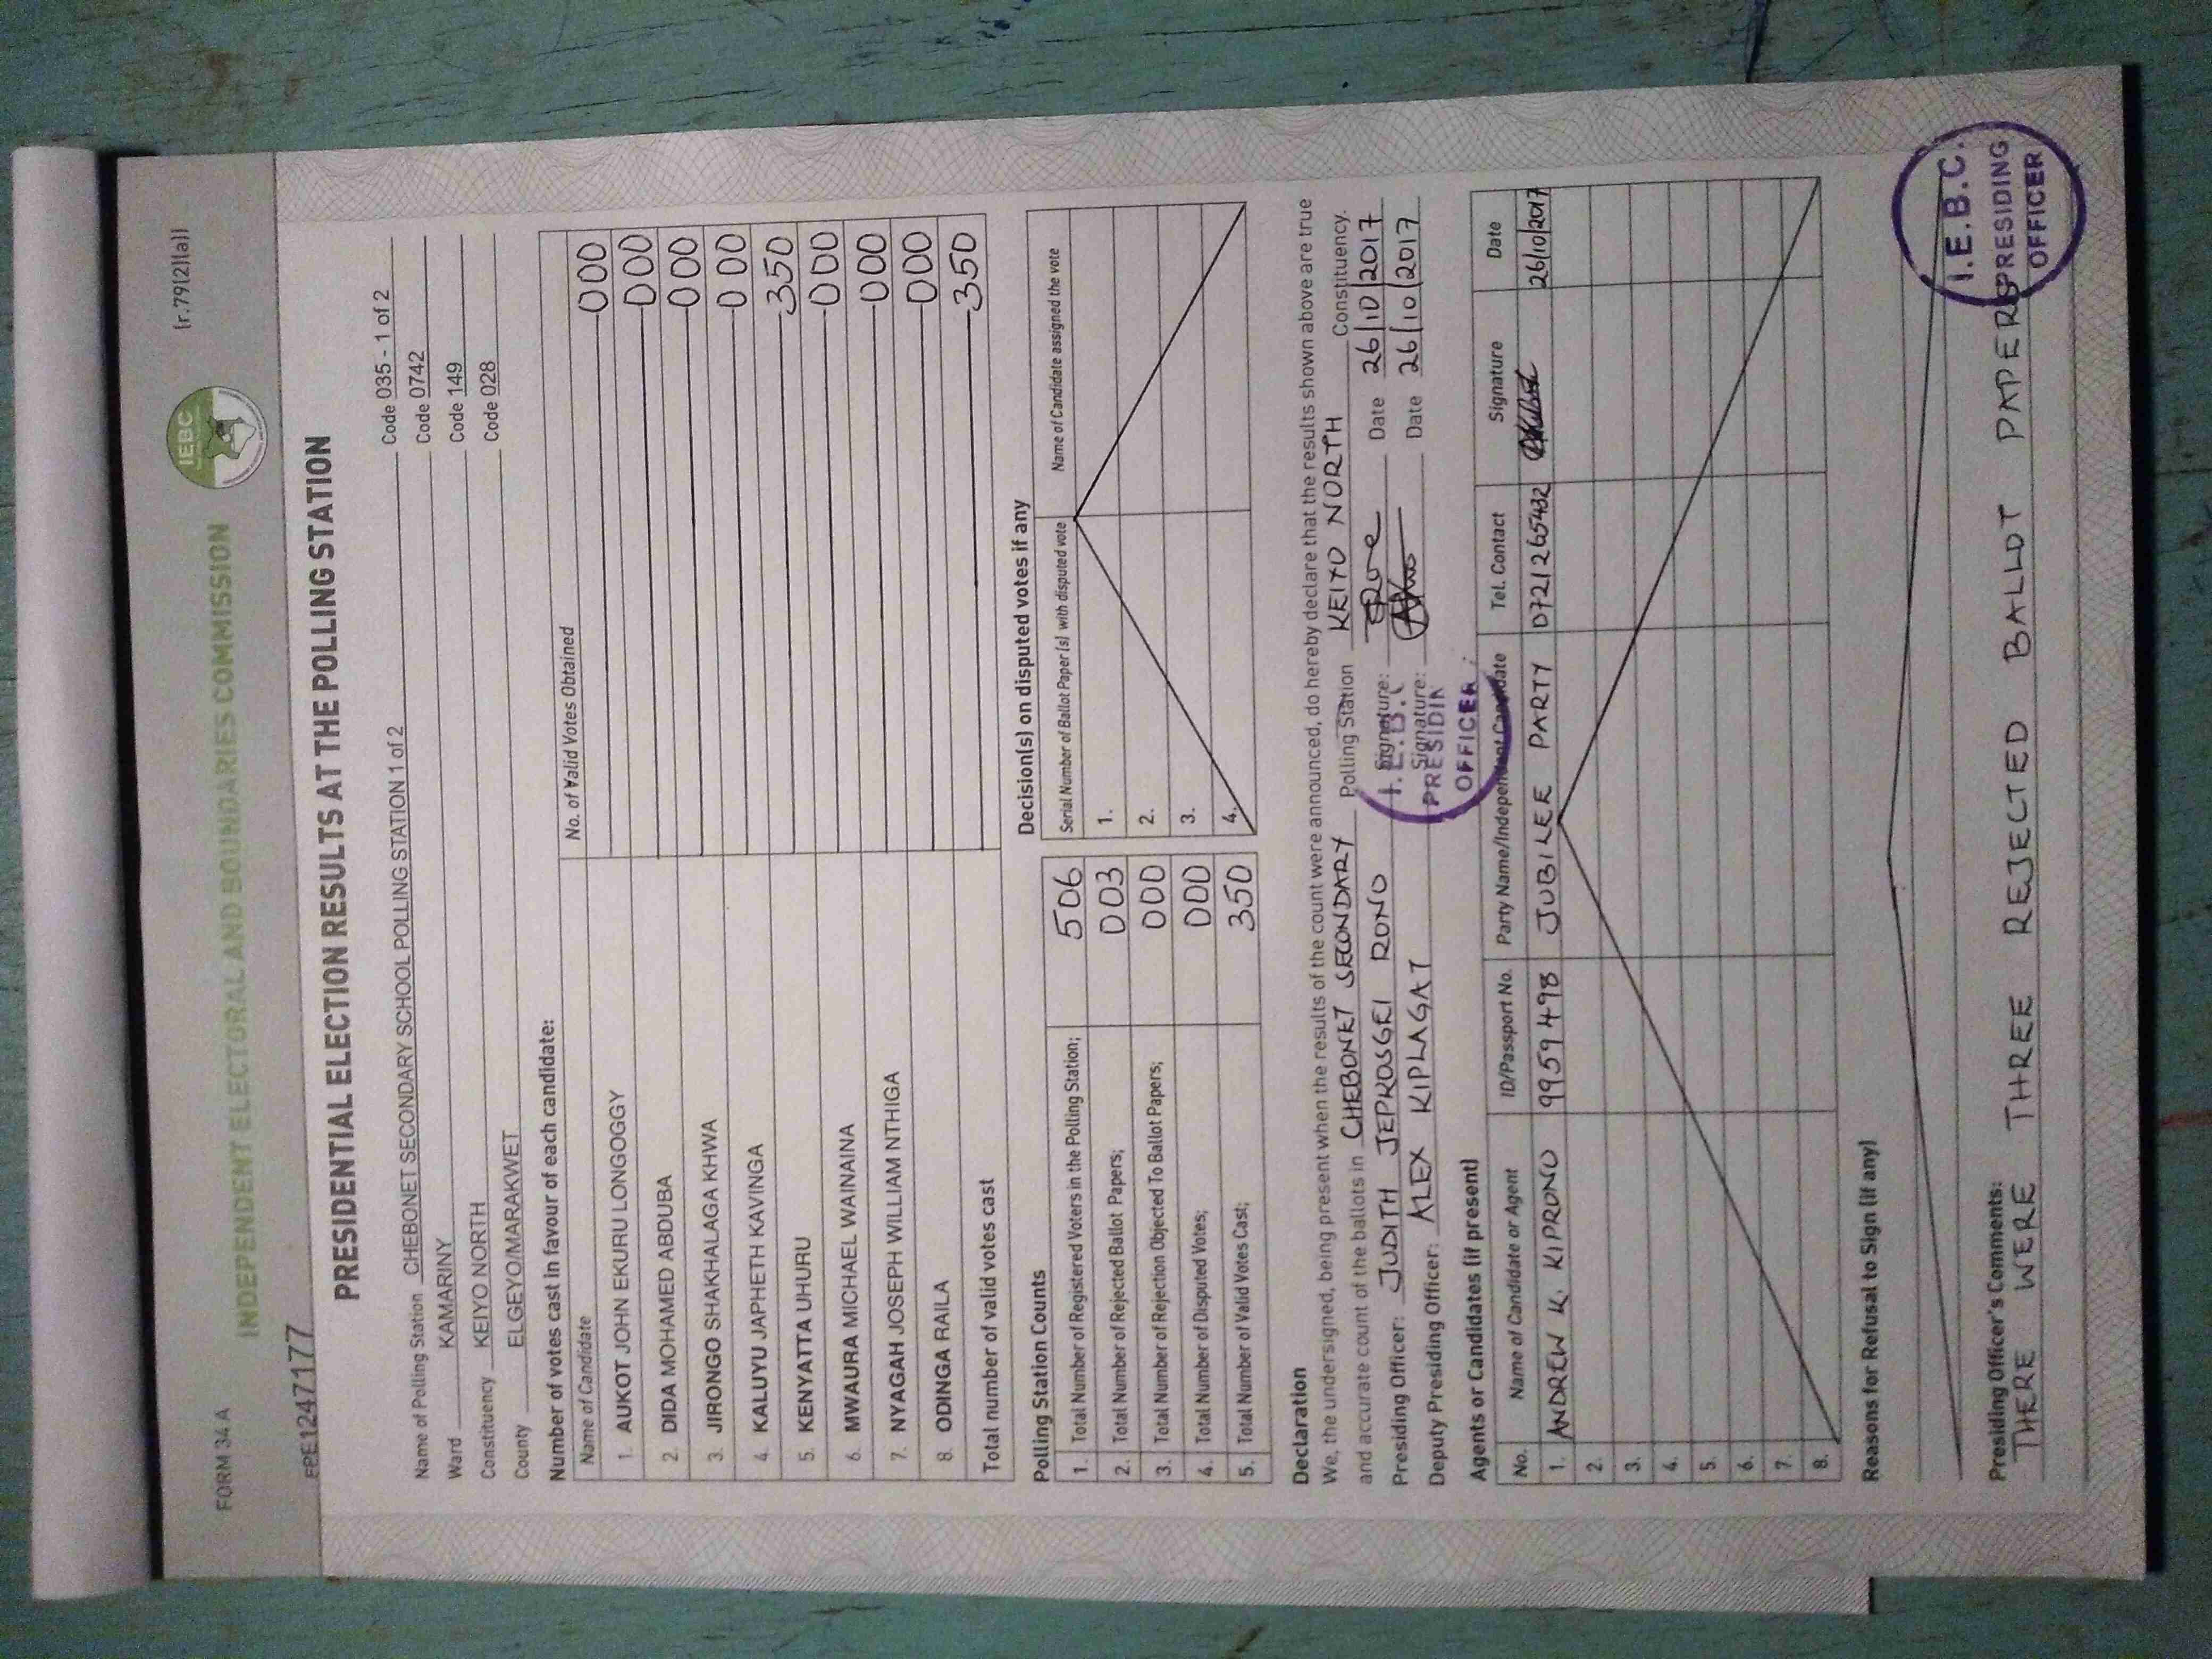 FORM 34 A
(r.79(2)(a))
INDEPENDENT ELECTORAL AND BOUNDARIES COMMISSION
IEBC
EPE1247177
PRESIDENTIAL ELECTION RESULTS AT THE POLLING STATION
Name of Polling Station CHEBONET SECONDARY SCHOOL POLLING STATION 1 of 2 Code 035 - 1 of 2
Ward KAMARINY Code 0742
Constituency KEIYO NORTH Code 149
County ELGEYO/MARAKWET Code 028
Number of votes cast in favour of each candidate:
Name of Candidate No. of Valid Votes Obtained
1. AUKOT JOHN EKURU LONGOGGY 000
2. DIDA MOHAMED ABDUBA 000
3. JIRONGO SHAKHALAGA KHWA 000
4. KALUYU JAPHETH KAVINGA 000
5. KENYATTA UHURU 350
6. MWAURA MICHAEL WAINAINA 000
7. NYAGAH JOSEPH WILLIAM NTHIGA 000
8. ODINGA RAILA 000
Total number of valid votes cast 350
Polling Station Counts
1. Total Number of Registered Voters in the Polling Station; 506
2. Total Number of Rejected Ballot Papers; 003
3. Total Number of Rejection Objected To Ballot Papers; 000
4. Total Number of Disputed Votes; 000
5. Total Number of Valid Votes Cast; 350
Decision(s) on disputed votes if any
Serial Number of Ballot Paper(s) with disputed vote Name of Candidate assigned the vote
1.
2.
3.
4.
Declaration
We, the undersigned, being present when the results of the count were announced, do hereby declare that the results shown above are true
and accurate count of the ballots in CHEBONET SECONDARY Polling Station KEIYO NORTH Constituency.
Presiding Officer: JUDITH JEPKOSGEI RONO Signature: Date 26/10/2017
Deputy Presiding Officer: ALEX KIPLAGAT Signature: Date 26/10/2017
I.E.B.C
PRESIDIN
OFFICER
Agents or Candidates (if present)
No. Name of Candidate or Agent ID/Passport No. Party Name/Independent Candidate Tel. Contact Signature Date
1. ANDREW K. KIPRONO 9959498 JUBILEE PARTY 0721265432 26/10/2017
2.
3.
4.
5.
6.
7.
8.
Reasons for Refusal to Sign (if any)
Presiding Officer's Comments:
THERE WERE THREE REJECTED BALLOT PAPERS
I.E.B.C.
PRESIDING
OFFICER